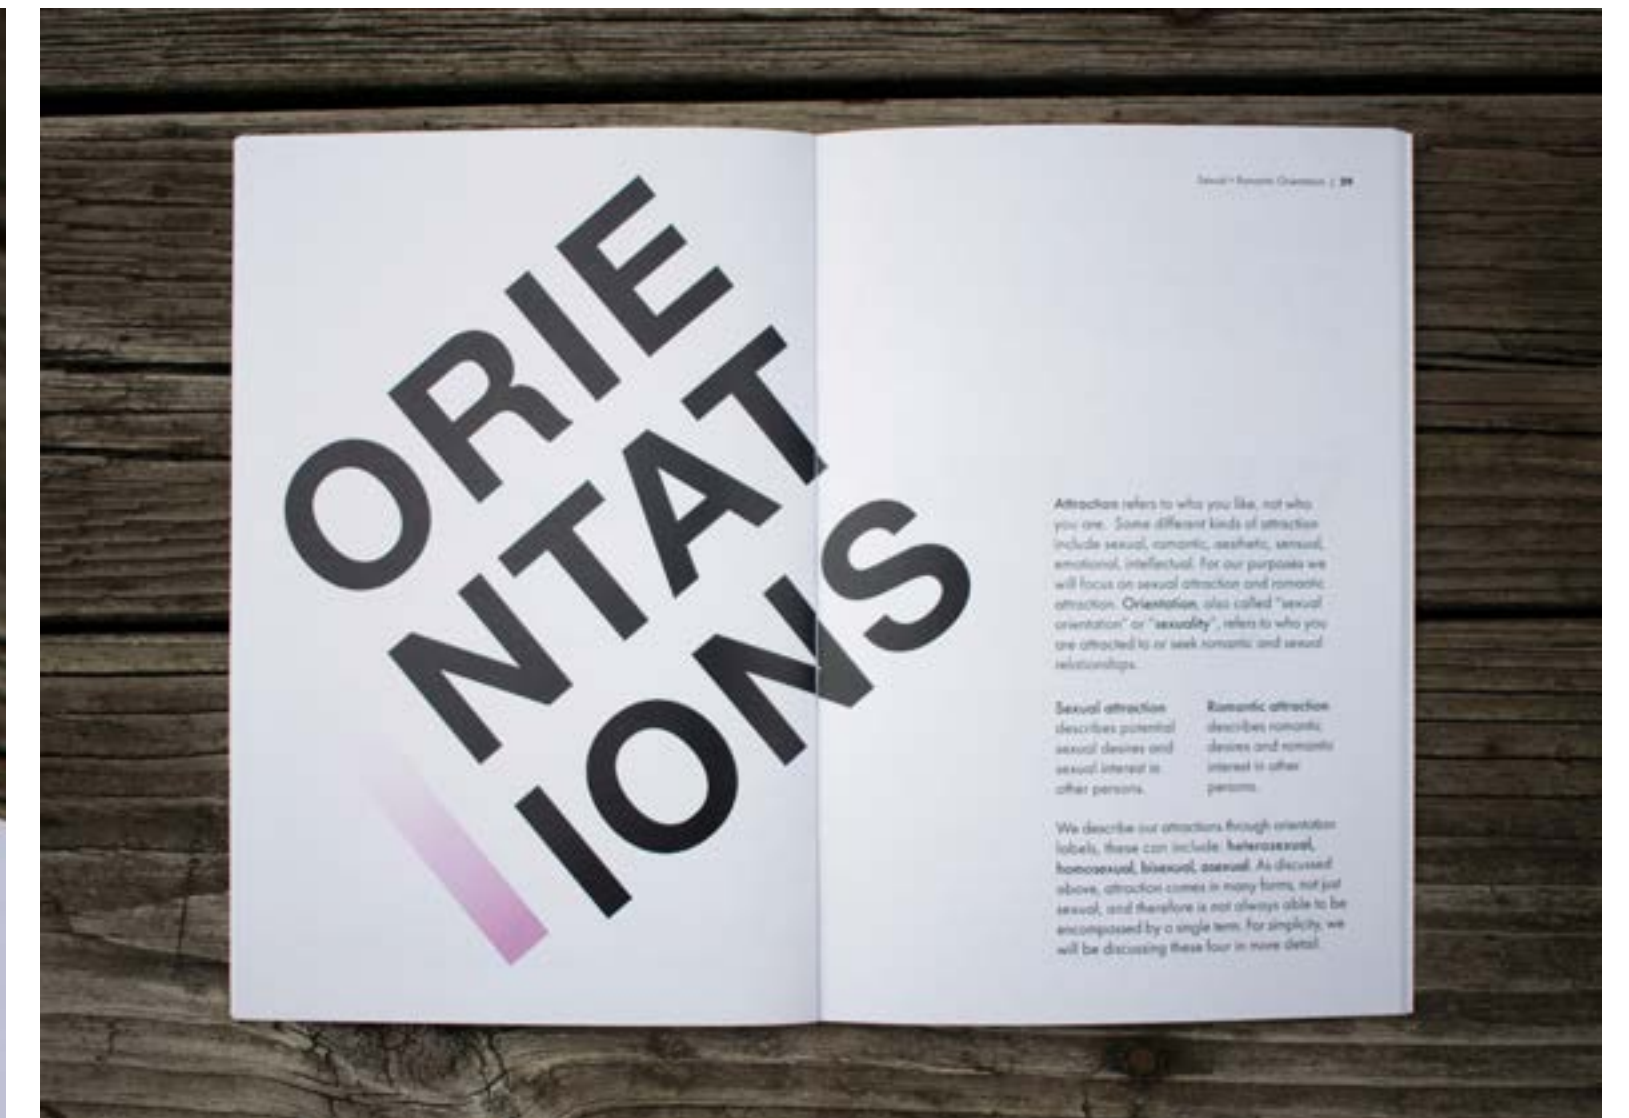 ORIE
NTAT
IONS
Sexual + Romantic Orientation | 39
Attraction refers to who you like, not who
you are. Some different kinds of attraction
include sexual, romantic, aesthetic, sensual,
emotional, intellectual. For our purposes we
will focus on sexual attraction and romantic
attraction. Orientation, also called "sexual
orientation" or "sexuality", refers to who you
are attracted to or seek romantic and sexual
relationships.
Sexual attraction
describes potential
sexual desires and
sexual interest in
other persons.
Romantic attraction
describes romantic
desires and romantic
interest in other
persons.
We describe our attractions through orientation
labels, these can include: heterosexual,
homosexual, bisexual, asexual. As discussed
above, attraction comes in many forms, not just
sexual, and therefore is not always able to be
encompassed by a single term. For simplicity, we
will be discussing these four in more detail.